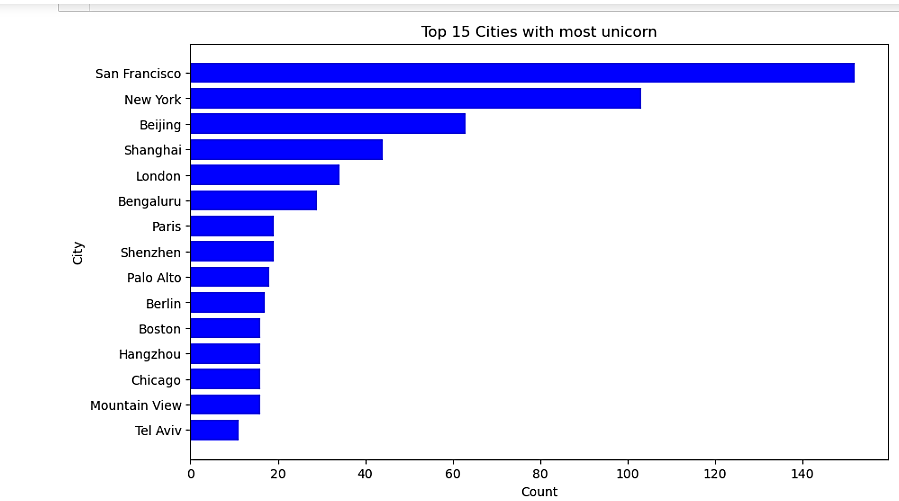 Top 15 Cities with most unicorn
San Francisco
New York
Beijing
Shanghai
London
Bengaluru
Paris
Shenzhen
City
Palo Alto
Berlin
Boston
Hangzhou
Chicago
Mountain View
Tel Aviv
0 20 40 60 80 100 120 140
Count